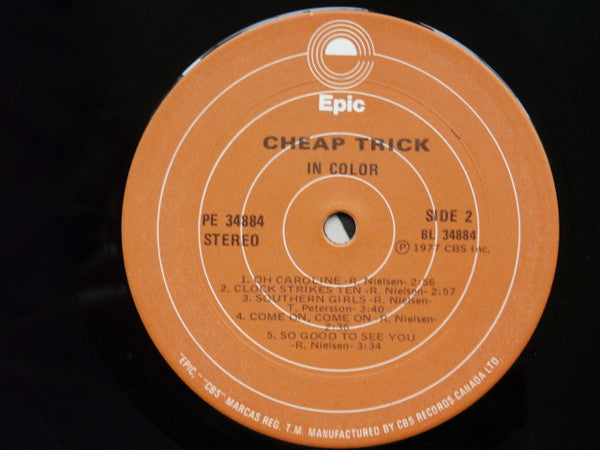 Epic
CHEAP TRICK
IN COLOR
PE 34884
STEREO
SIDE 2
BL 34884
Ⓟ 1977 CBS Inc.
1. OH CAROLINE -R. Nielsen- 2:56
2. CLOCK STRIKES TEN -R. Nielsen- 2:57
3. SOUTHERN GIRLS -R. Nielsen-
T. Petersson- 3:40
4. COME ON, COME ON -R. Nielsen-
2:36
5. SO GOOD TO SEE YOU
-R. Nielsen- 3:34
"EPIC," "CBS" MARCAS REG. T.M. MANUFACTURED BY CBS RECORDS CANADA LTD.